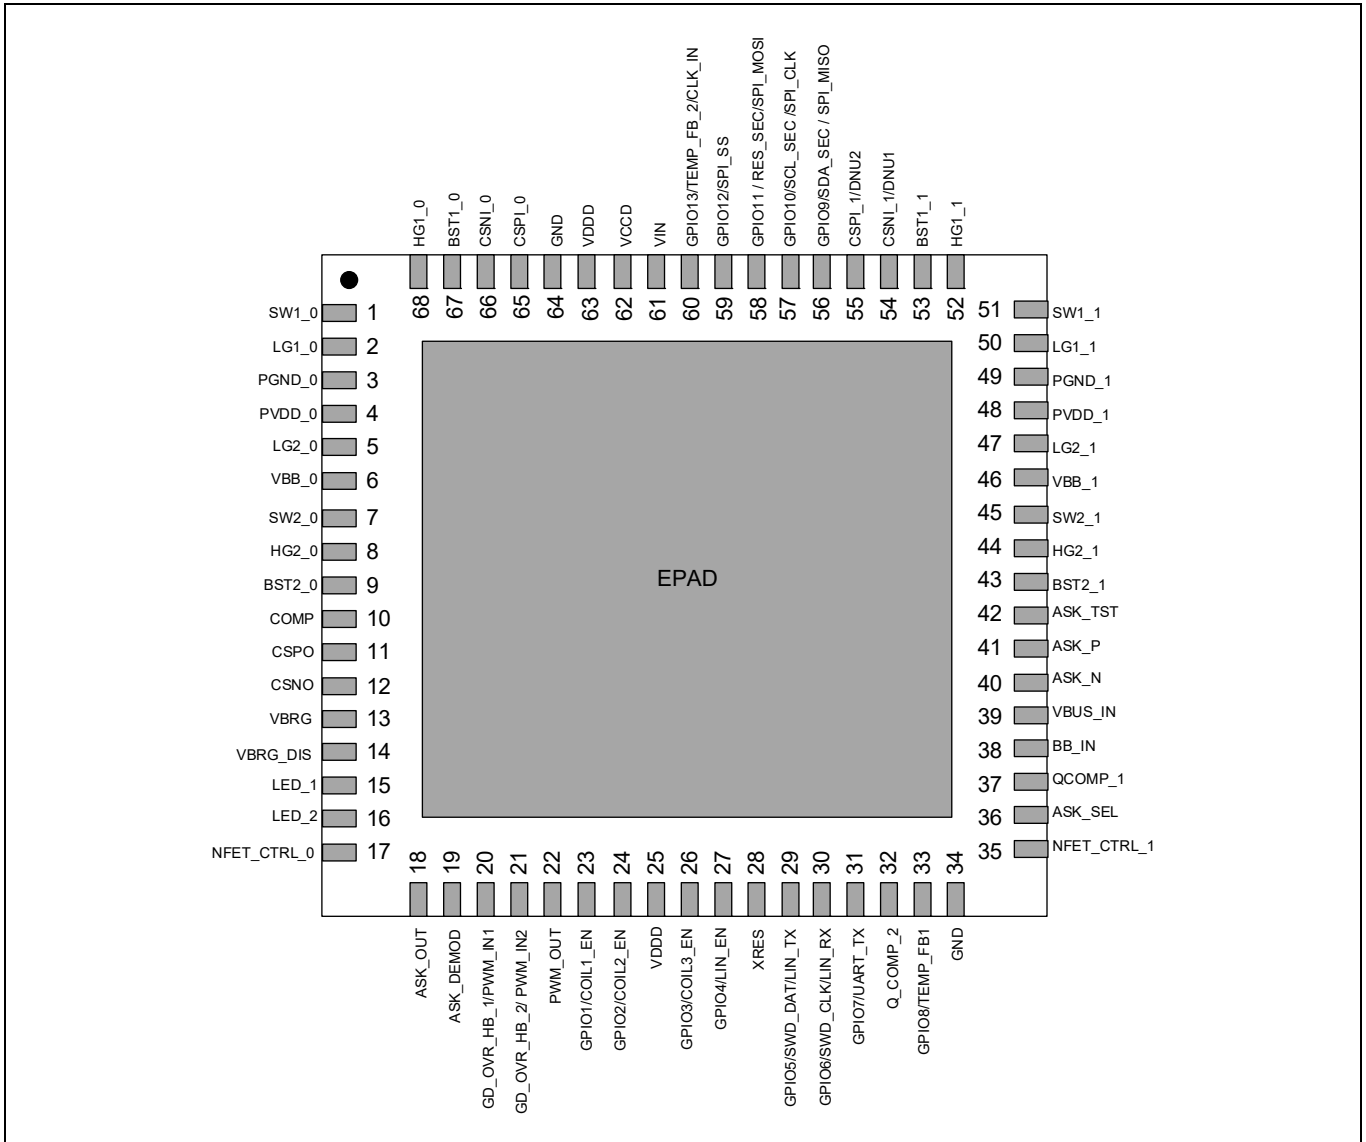 HG1_0
BST1_0
CSNI_0
CSPI_0
GND
VDDD
VCCD
VIN
GPIO13/TEMP_FB_2/CLK_IN
GPIO12/SPI_SS
GPIO11 / RES_SEC/SPI_MOSI
GPIO10/SCL_SEC /SPI_CLK
GPIO9/SDA_SEC / SPI_MISO
CSPI_1/DNU2
CSNI_1/DNU1
BST1_1
HG1_1
68
67
66
65
64
63
62
61
60
59
58
57
56
55
54
53
52
SW1_0 1
LG1_0 2
PGND_0 3
PVDD_0 4
LG2_0 5
VBB_0 6
SW2_0 7
HG2_0 8
BST2_0 9
COMP 10
CSPO 11
CSNO 12
VBRG 13
VBRG_DIS 14
LED_1 15
LED_2 16
NFET_CTRL_0 17
EPAD
51 SW1_1
50 LG1_1
49 PGND_1
48 PVDD_1
47 LG2_1
46 VBB_1
45 SW2_1
44 HG2_1
43 BST2_1
42 ASK_TST
41 ASK_P
40 ASK_N
39 VBUS_IN
38 BB_IN
37 QCOMP_1
36 ASK_SEL
35 NFET_CTRL_1
18
19
20
21
22
23
24
25
26
27
28
29
30
31
32
33
34
ASK_OUT
ASK_DEMOD
GD_OVR_HB_1/PWM_IN1
GD_OVR_HB_2/ PWM_IN2
PWM_OUT
GPIO1/COIL1_EN
GPIO2/COIL2_EN
VDDD
GPIO3/COIL3_EN
GPIO4/LIN_EN
XRES
GPIO5/SWD_DAT/LIN_TX
GPIO6/SWD_CLK/LIN_RX
GPIO7/UART_TX
Q_COMP_2
GPIO8/TEMP_FB1
GND